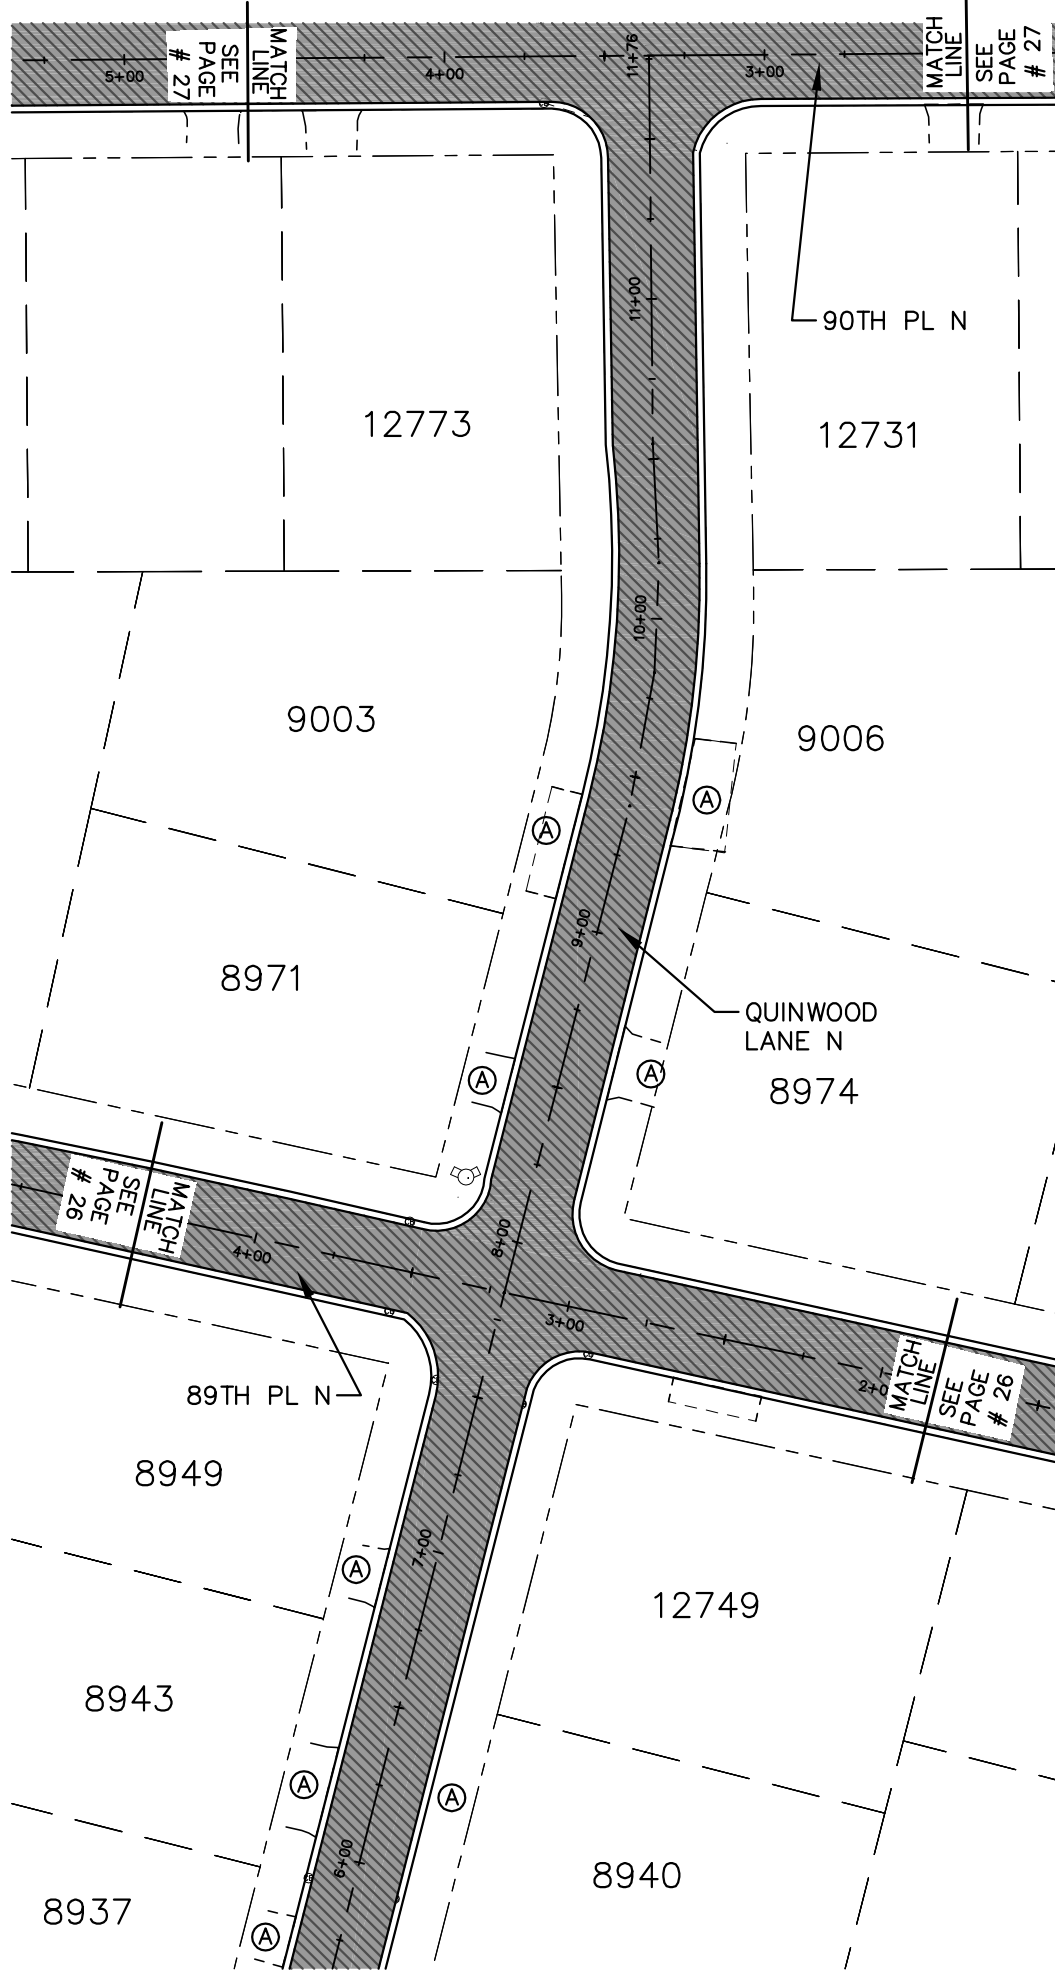 MATCH
LINE
SEE
PAGE
# 27
5+00
4+00
11+76
3+00
MATCH
LINE
SEE
PAGE
# 27
11+00
90TH PL N
12773
12731
10+00
9003
9006
A
A
9+00
8971
QUINWOOD
LANE N
A
A
8974
MATCH
LINE
SEE
PAGE
# 26
4+00
8+00
3+00
2+0
MATCH
LINE
SEE
PAGE
# 26
89TH PL N
8949
7+00
A
12749
8943
A
A
6+00
8940
8937
A